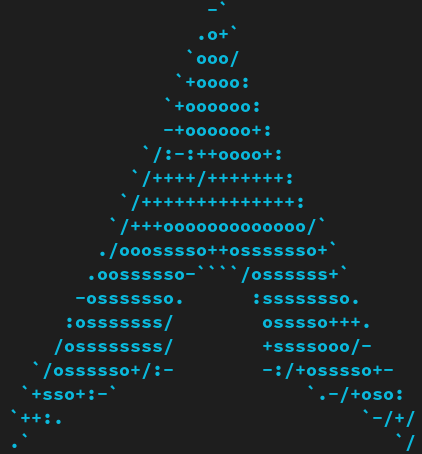 -`
                 .o+`
                `ooo/
               `+oooo:
              `+oooooo:
              -+oooooo+:
            `/:-:++oooo+:
           `/++++/+++++++:
          `/++++++++++++++:
         `/+++ooooooooooooo/`
        ./ooosssso++osssssso+`
       .oossssso-````/ossssss+`
      -osssssso.      :ssssssso.
     :osssssss/        osssso+++.
    /ossssssss/        +ssssooo/-
  `/ossssso+/:-        -:/+osssso+-
 `+sso+:-`                 `.-/+oso:
`++:.                           `-/+/
.`                                 `/